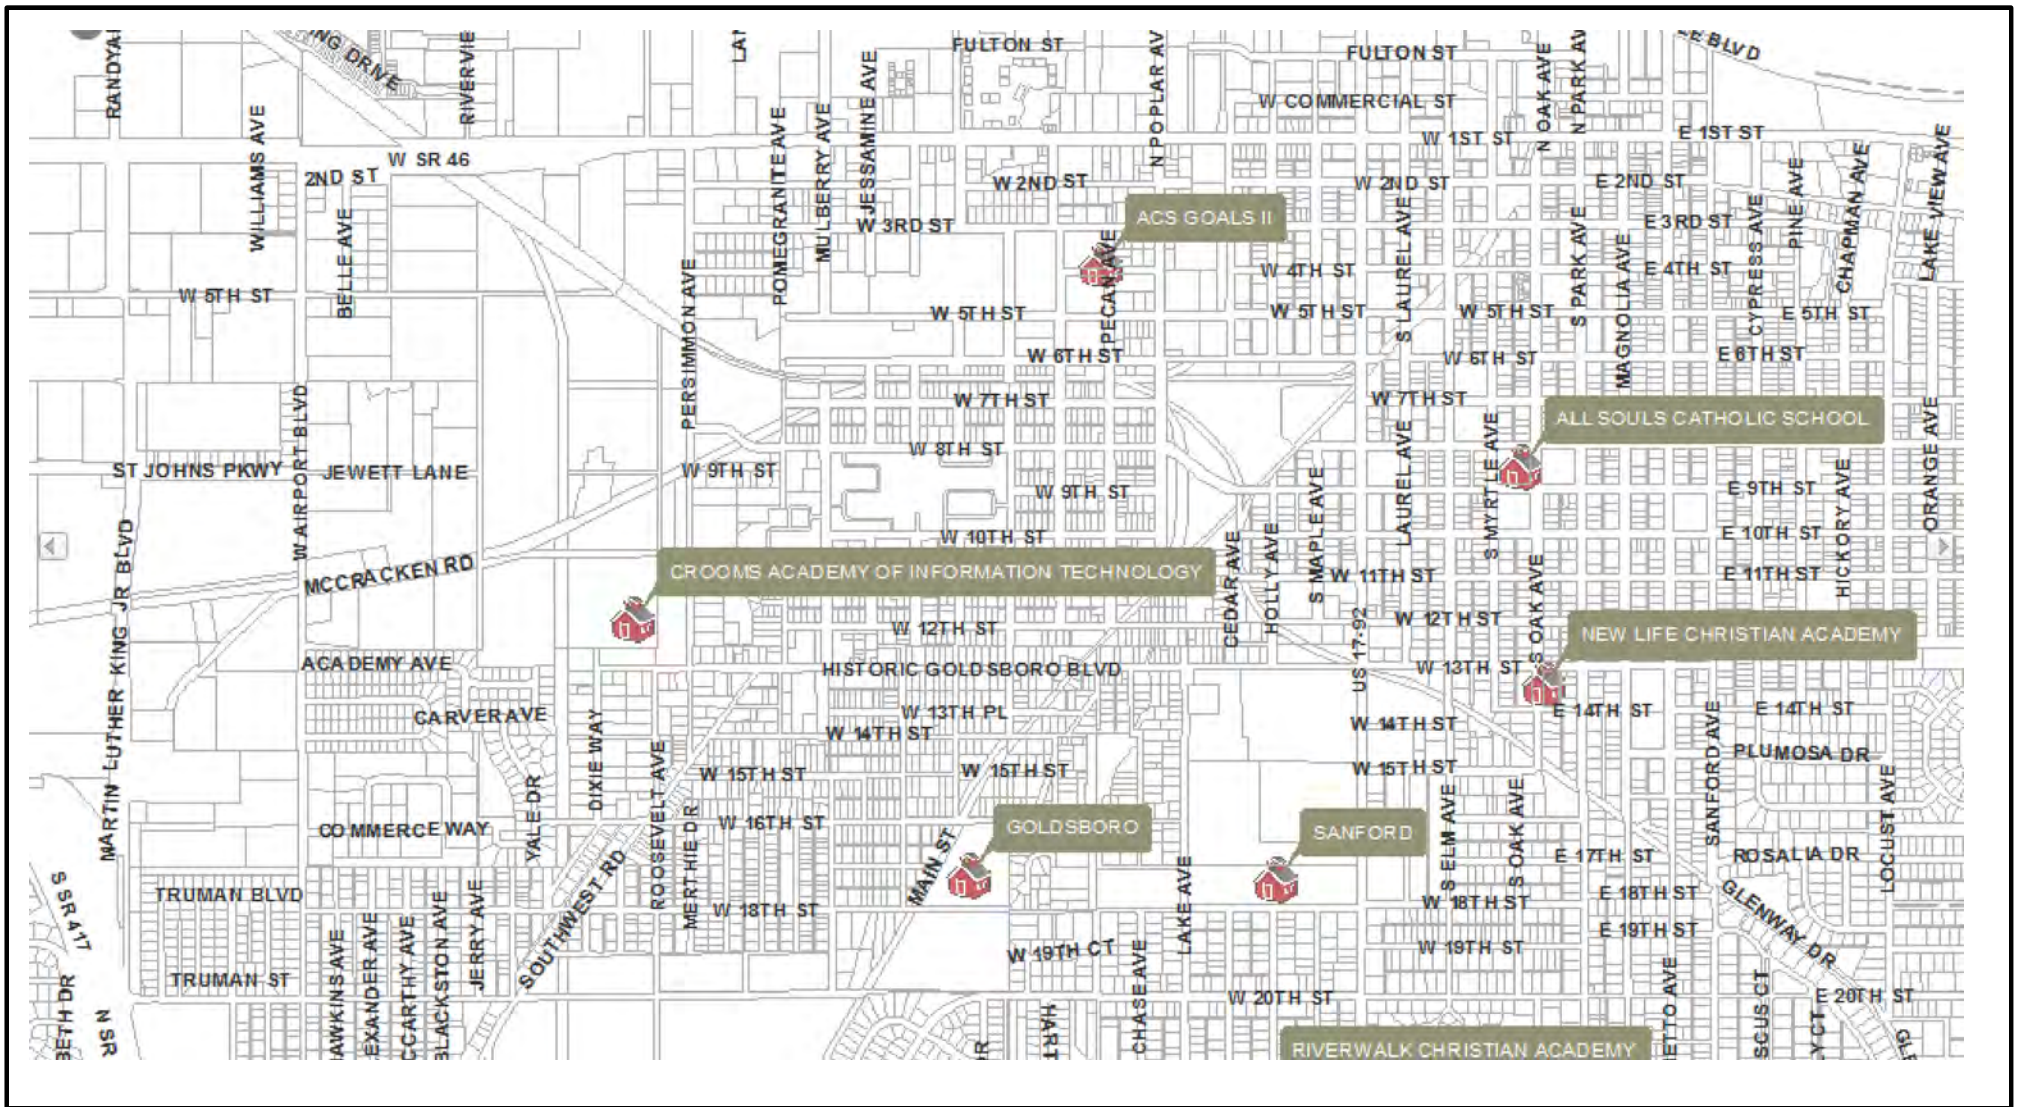 FULTON ST
FULTON ST
N OAK AVE
W COMMERCIAL ST
RIVERVIE
WILLIAMS AVE
W SR 46
2ND ST
W 1ST ST
E 1ST ST
JESSAMINE AVE
MULBERRY AVE
POMEGRANITE AVE
W 2ND ST
W 2ND ST
E 2ND ST
PINE AVE
CHAPMAN AVE
LAKE VIEW AVE
BELLE AVE
W 3RD ST
ACS GOALS II
E 3RD ST
S LAUREL AVE
S PARK AVE
MAGNOLIA AVE
CYPRESS AVE
W 4TH ST
E 4TH ST
W 5TH ST
W 5TH ST
PECAN AVE
W 5TH ST
W 5TH ST
E 5TH ST
PERSIMMON AVE
W 6TH ST
W 6TH ST
E 6TH ST
W 7TH ST
W 7TH ST
ALL SOULS CATHOLIC SCHOOL
W AIRPORT BLVD
W 8TH ST
LAUREL AVE
S MYRTLE AVE
ORANGE AVE
ST JOHNS PKWY
JEWETT LANE
W 9TH ST
W 9TH ST
S MAPLE AVE
E 9TH ST
HICKORY AVE
W 10TH ST
E 10TH ST
MCCRACKEN RD
CROOMS ACADEMY OF INFORMATION TECHNOLOGY
CEDAR AVE
HOLLY AVE
W 11TH ST
E 11TH ST
MARTIN LUTHER KING JR BLVD
W 12TH ST
US 17-92
W 12TH ST
S OAK AVE
NEW LIFE CHRISTIAN ACADEMY
ACADEMY AVE
HISTORIC GOLDSBORO BLVD
W 13TH ST
CARVER AVE
W 13TH PL
E 14TH ST
E 14TH ST
DIXIE WAY
W 14TH ST
W 14TH ST
SANFORD AVE
PLUMOSA DR
ROOSEVELT AVE
W 15TH ST
W 15TH ST
W 15TH ST
LOCUST AVE
YALE DR
MERTHIE DR
COMMERCE WAY
W 16TH ST
GOLDSBORO
SANFORD
S ELM AVE
S OAK AVE
MAIN ST
E 17TH ST
ROSALIA DR
S SR 417
TRUMAN BLVD
SOUTHWEST RD
W 18TH ST
LAKE AVE
W 18TH ST
E 18TH ST
GLENWAY DR
JERRY AVE
W 19TH CT
W 19TH ST
E 19TH ST
TRUMAN ST
BLACKSTON AVE
CHASE AVE
W 20TH ST
E 20TH ST
RIVERWALK CHRISTIAN ACADEMY